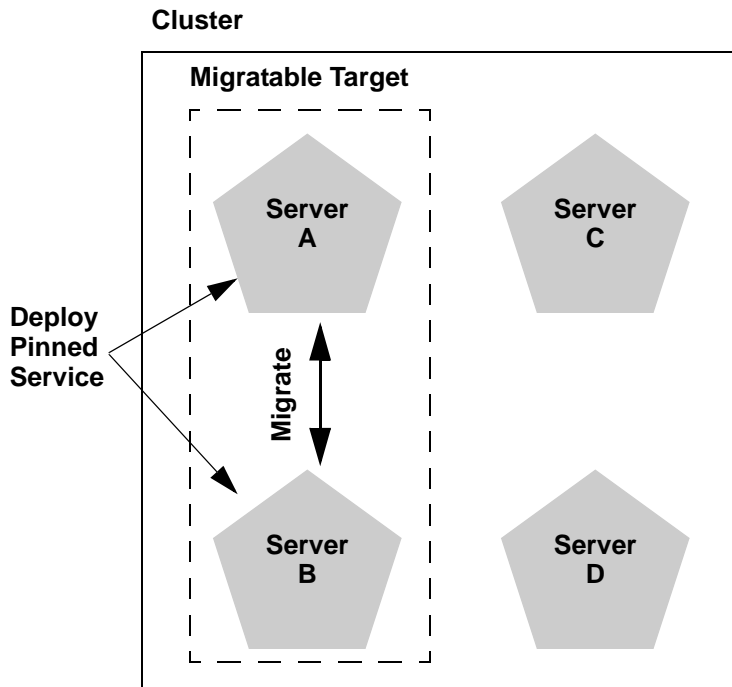 Cluster
Migratable Target
Server
A
Server
C
Deploy
Pinned
Service
Migrate
Server
B
Server
D